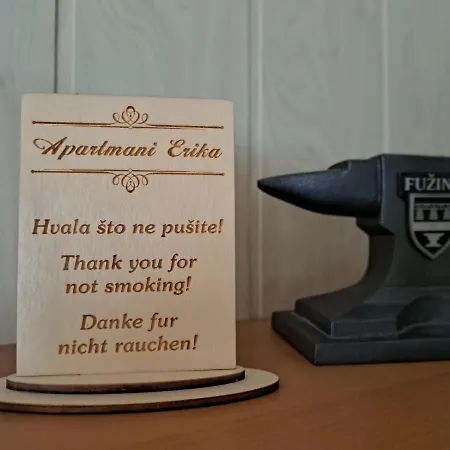 Apartmani Erika
Hvala što ne pušite!
Thank you for
not smoking!
Danke fur
nicht rauchen!
FUŽIN